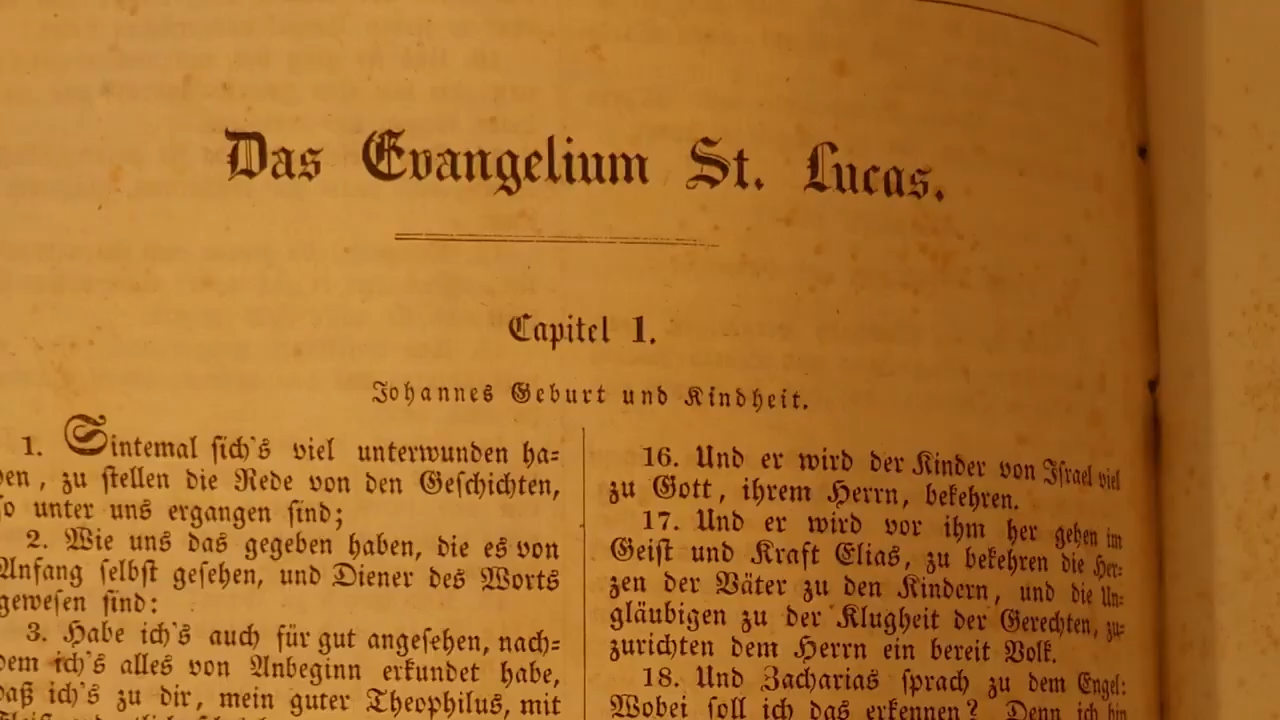 Das Evangelium St. Lucas.
Capitel 1.
Johannes Geburt und Kindheit.
1. Sintemal sich's viel unterwunden ha=
ben, zu stellen die Rede von den Geschichten,
so unter uns ergangen sind;
2. Wie uns das gegeben haben, die es von
Anfang selbst gesehen, und Diener des Worts
gewesen sind:
3. Habe ich's auch für gut angesehen, nach=
dem ich's alles von Anbeginn erkundet habe,
daß ich's zu dir, mein guter Theophilus, mit
16. Und er wird der Kinder von Israel viel
zu Gott, ihrem Herrn, bekehren.
17. Und er wird vor ihm her gehen im
Geist und Kraft Elias, zu bekehren die Her=
zen der Väter zu den Kindern, und die Un=
gläubigen zu der Klugheit der Gerechten, zu=
zurichten dem Herrn ein bereit Volk.
18. Und Zacharias sprach zu dem Engel:
Wobei soll ich das erkennen? Denn ich bin